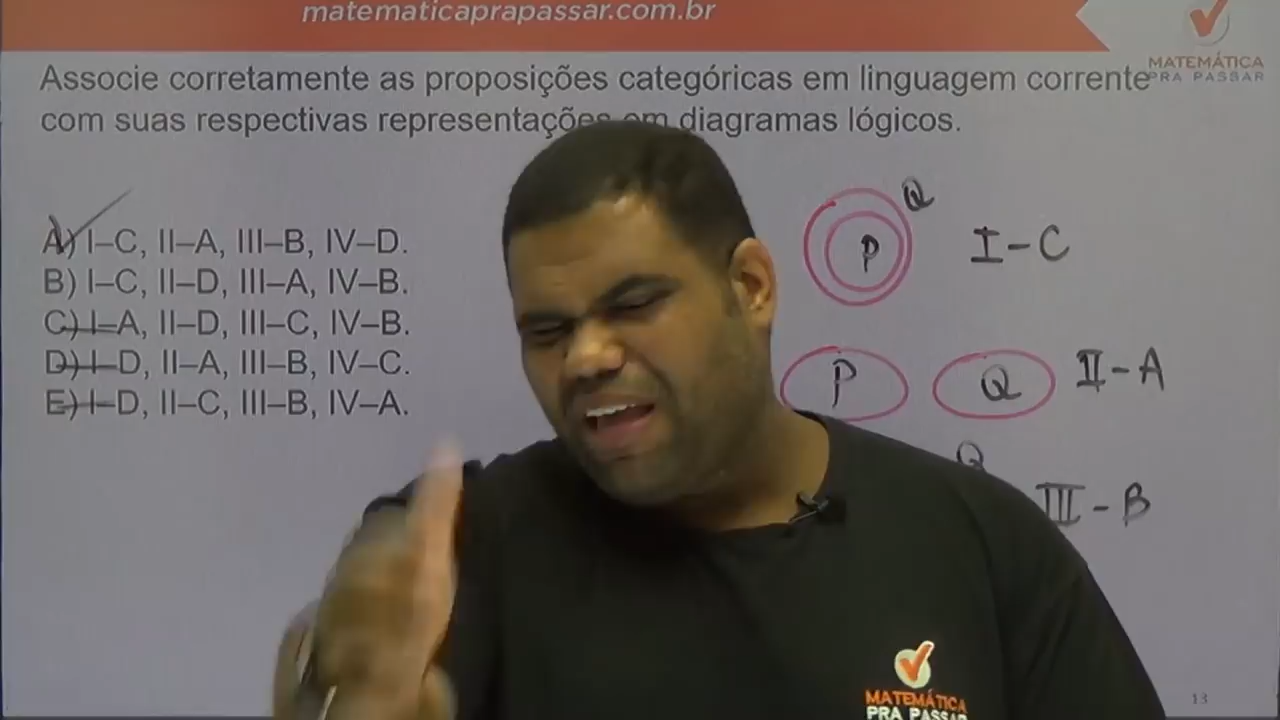 matematicaprapassar.com.br
MATEMÁTICA
PRA PASSAR
Associe corretamente as proposições categóricas em linguagem corrente
com suas respectivas representações em diagramas lógicos.
A) I–C, II–A, III–B, IV–D.
B) I–C, II–D, III–A, IV–B.
C) I–A, II–D, III–C, IV–B.
D) I–D, II–A, III–B, IV–C.
E) I–D, II–C, III–B, IV–A.
Q
P
I-C
P
Q
II-A
Q
III-B
MATEMÁTICA
PRA PASSAR
13